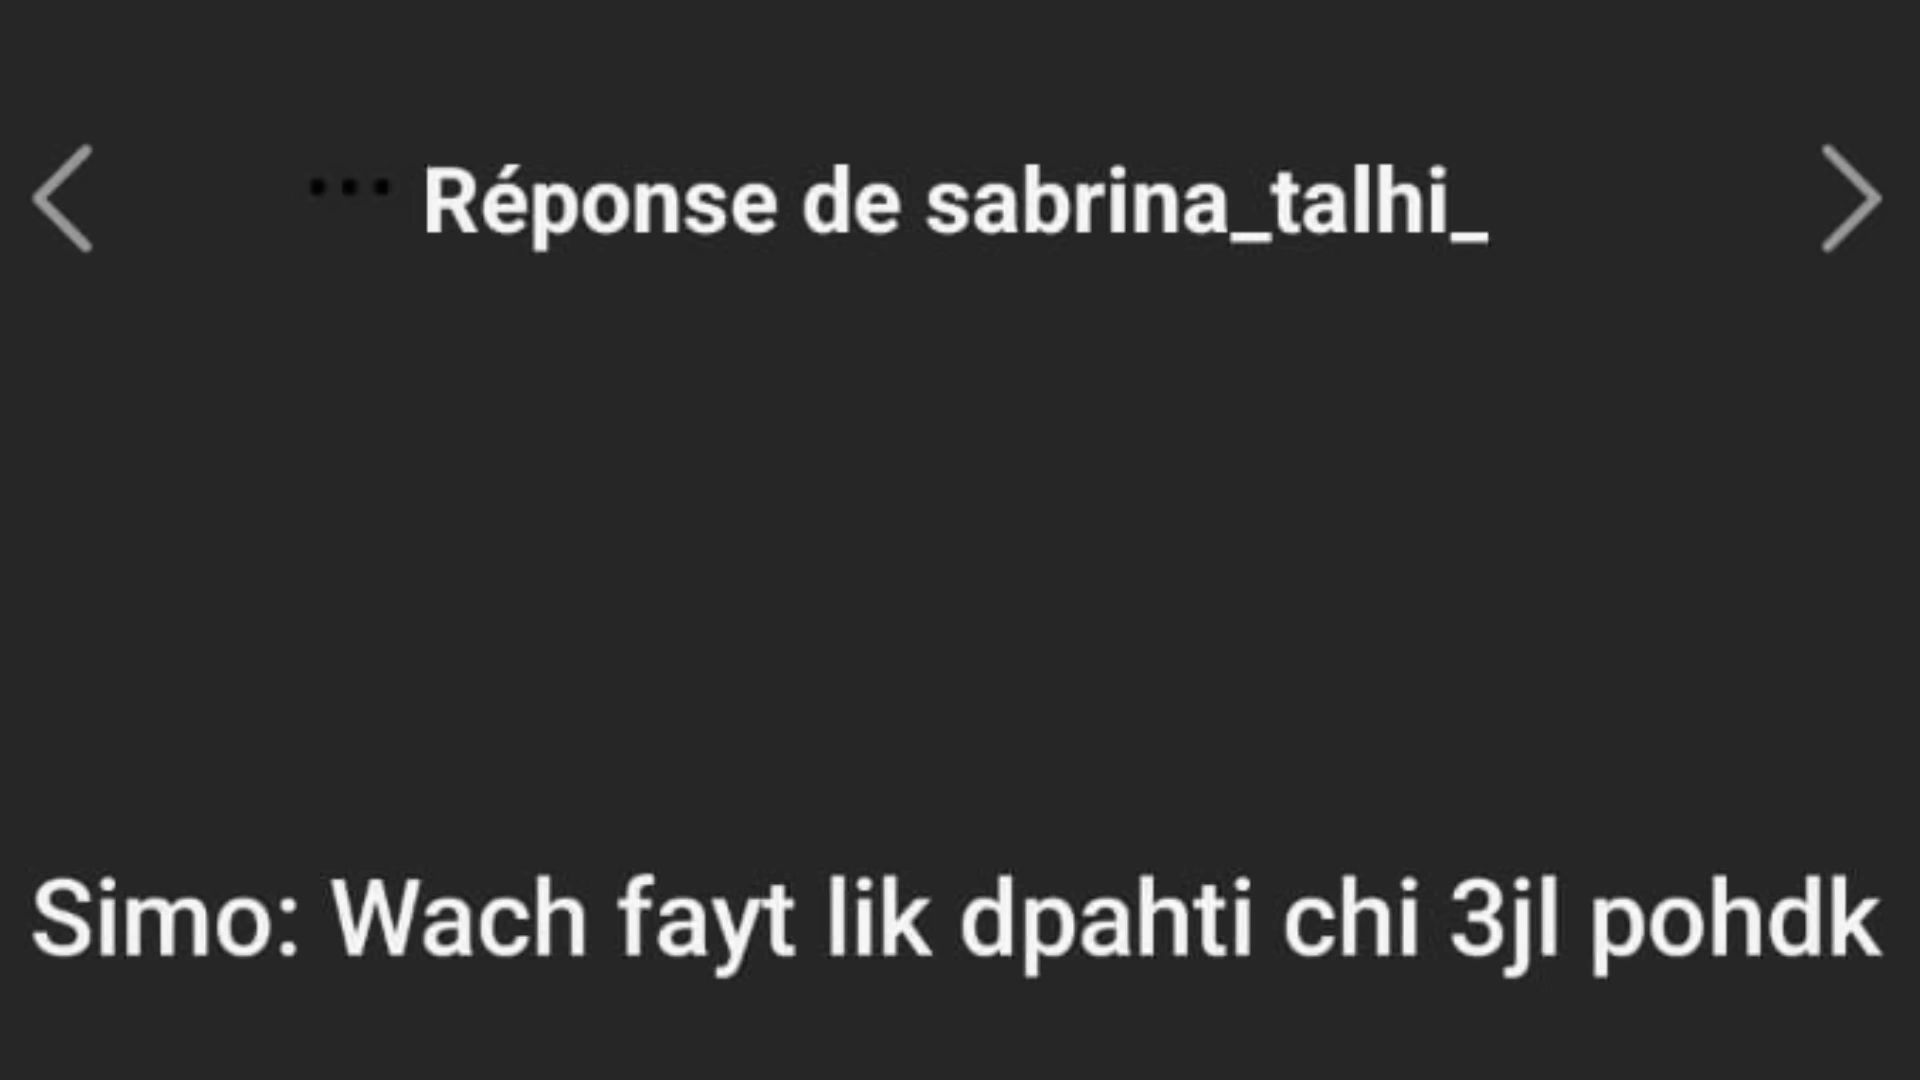 ... Réponse de sabrina_talhi_
Simo: Wach fayt lik dpahti chi 3jl pohdk